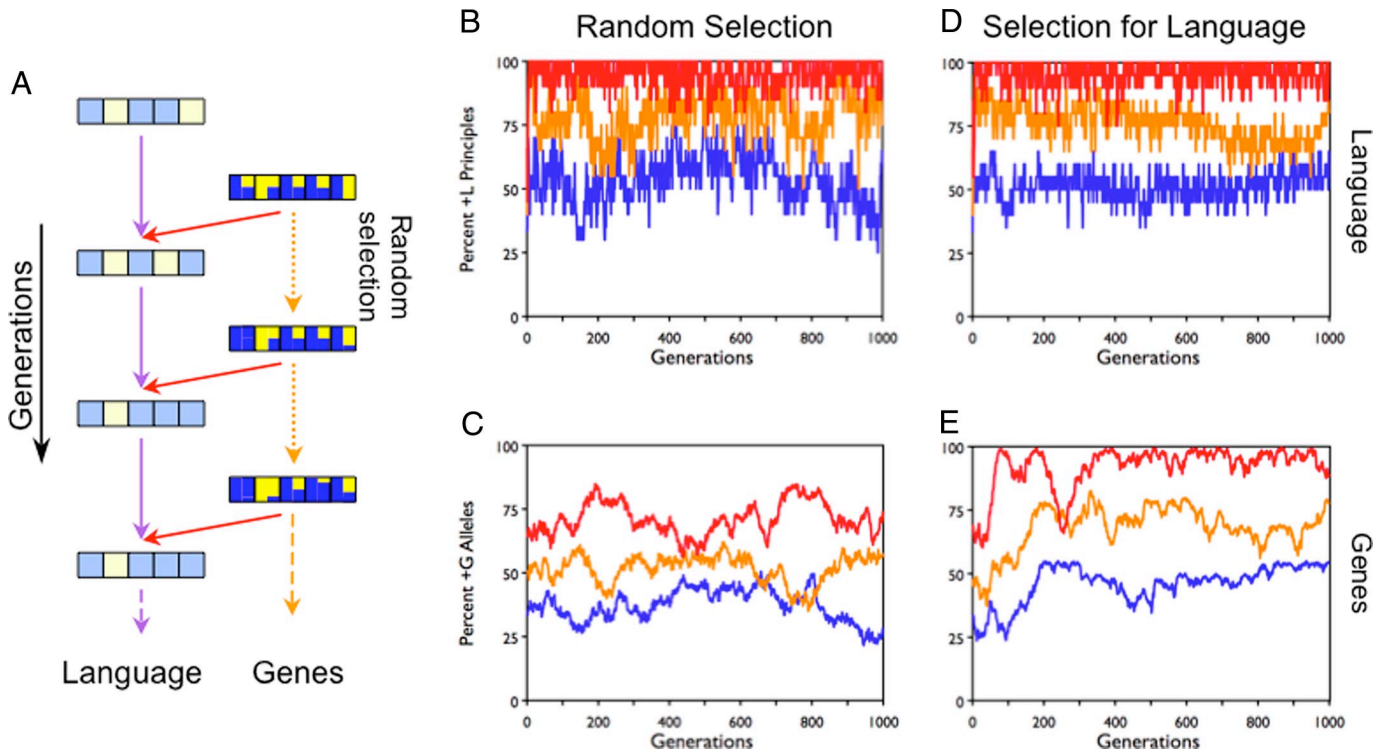 A
Generations
Random
selection
Language
Genes
B
Random Selection
100
75
50
25
0
Percent +L Principles
0
200
400
600
800
1000
Generations
D
Selection for Language
100
75
50
25
0
0
200
400
600
800
1000
Generations
Language
C
100
75
50
25
0
Percent +G Alleles
0
200
400
600
800
1000
Generations
E
100
75
50
25
0
0
200
400
600
800
1000
Generations
Genes